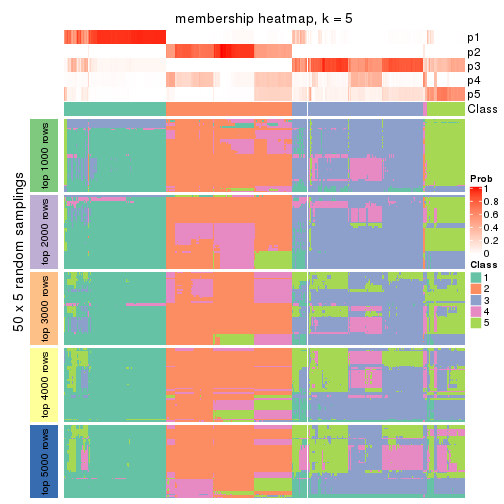 membership heatmap, k = 5
p1
p2
p3
p4
p5
Class
50 x 5 random samplings
top 1000 rows
top 2000 rows
top 3000 rows
top 4000 rows
top 5000 rows
Prob
1
0.8
0.6
0.4
0.2
0
Class
1
2
3
4
5